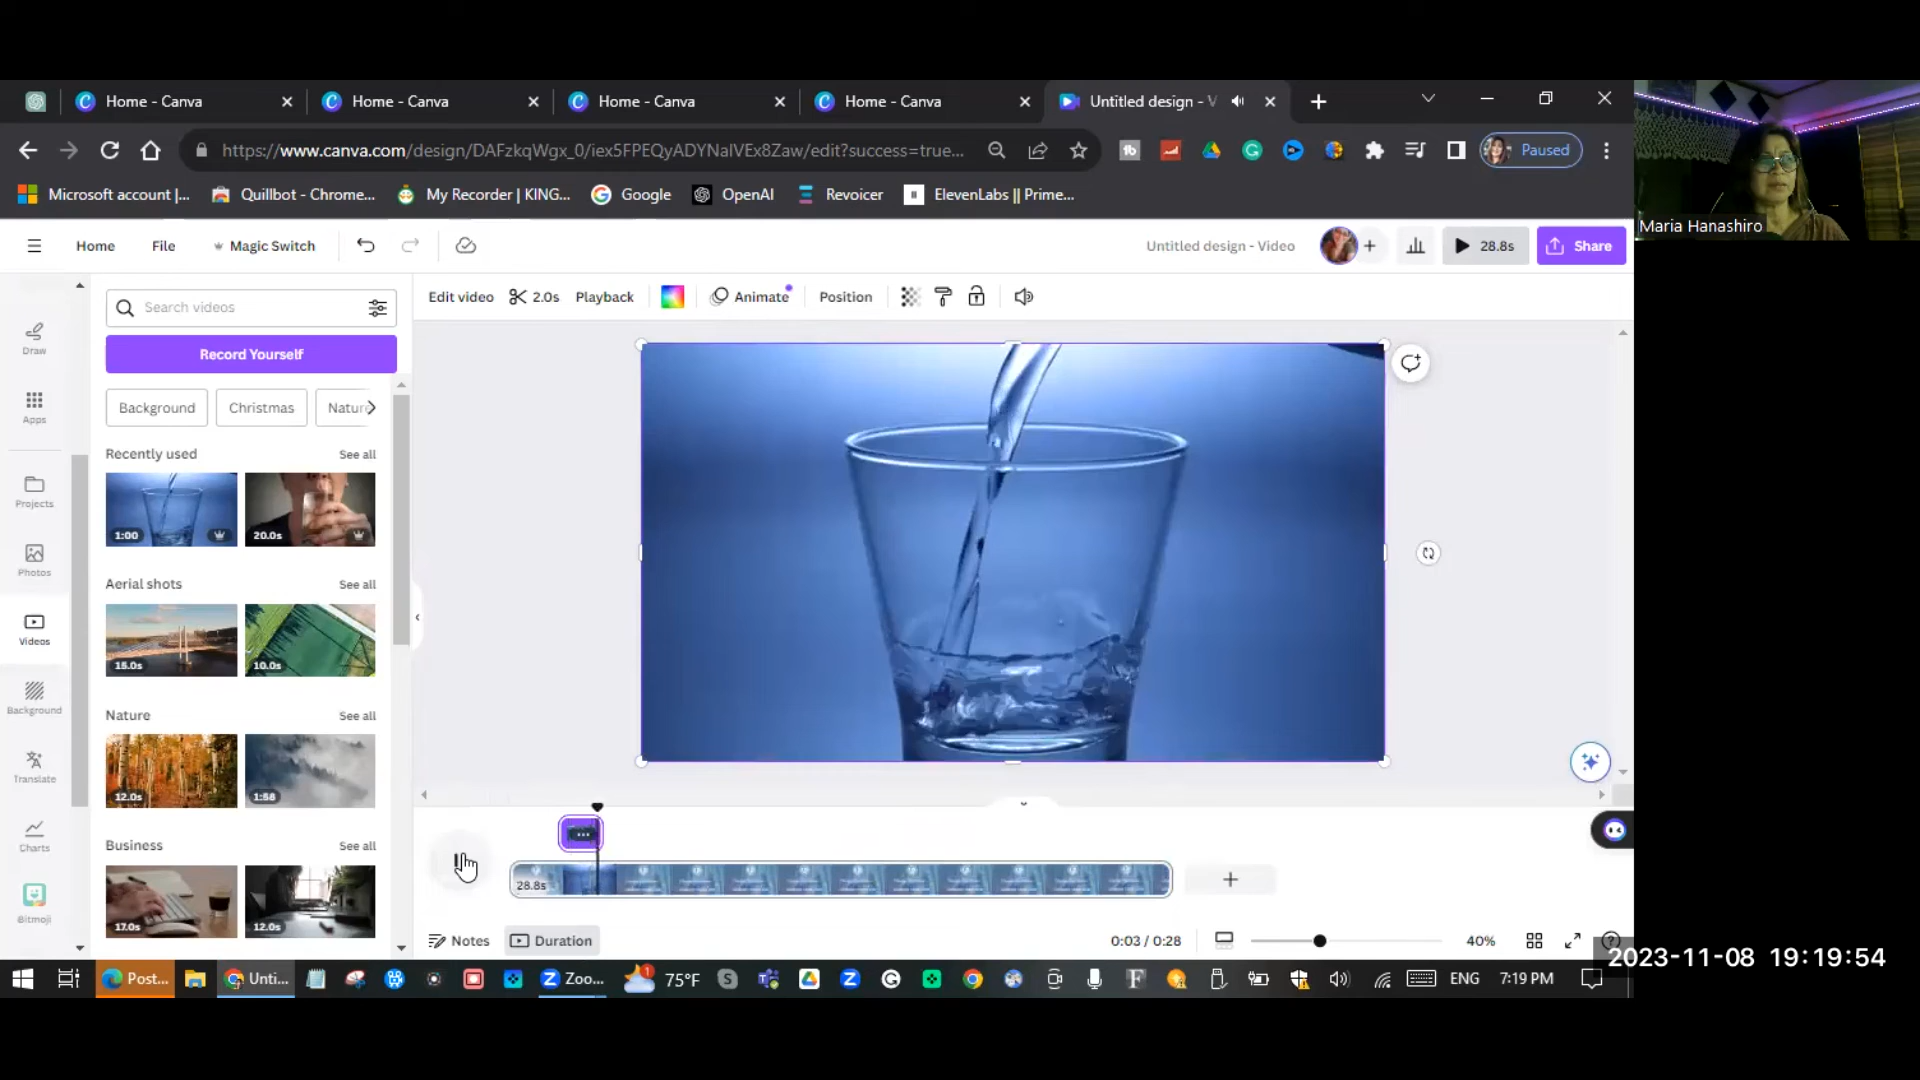 Home - Canva
Home - Canva
Home - Canva
Home - Canva
Untitled design - V
https://www.canva.com/design/DAFzkqWgx_0/iex5FPEQyADYNaIVEx8Zaw/edit?success=true...
Paused
Microsoft account |...
Quillbot - Chrome...
My Recorder | KING...
Google
OpenAI
Revoicer
ElevenLabs || Prime...
Maria Hanashiro
Home
File
Magic Switch
Untitled design - Video
28.8s
Share
Search videos
Edit video
2.0s
Playback
Animate
Position
Record Yourself
Background
Christmas
Natur
Draw
Apps
Projects
Photos
Videos
Background
Translate
Charts
Bitmoji
Recently used
See all
1:00
20.0s
Aerial shots
See all
15.0s
10.0s
Nature
See all
12.0s
1:58
Business
See all
17.0s
12.0s
28.8s
Notes
Duration
0:03 / 0:28
40%
2023-11-08 19:19:54
Post...
Unti...
Zoo...
1
75°F
ENG
7:19 PM